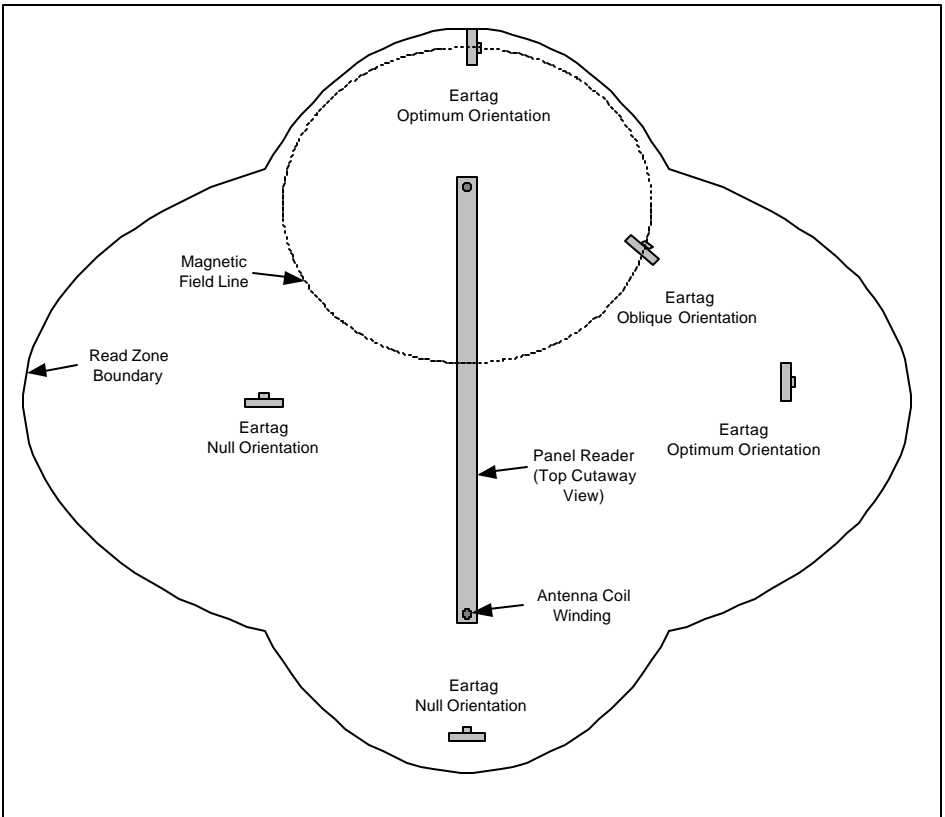 Eartag
Optimum Orientation
Magnetic
Field Line
Eartag
Oblique Orientation
Read Zone
Boundary
Eartag
Null Orientation
Eartag
Optimum Orientation
Panel Reader
(Top Cutaway
View)
Antenna Coil
Winding
Eartag
Null Orientation